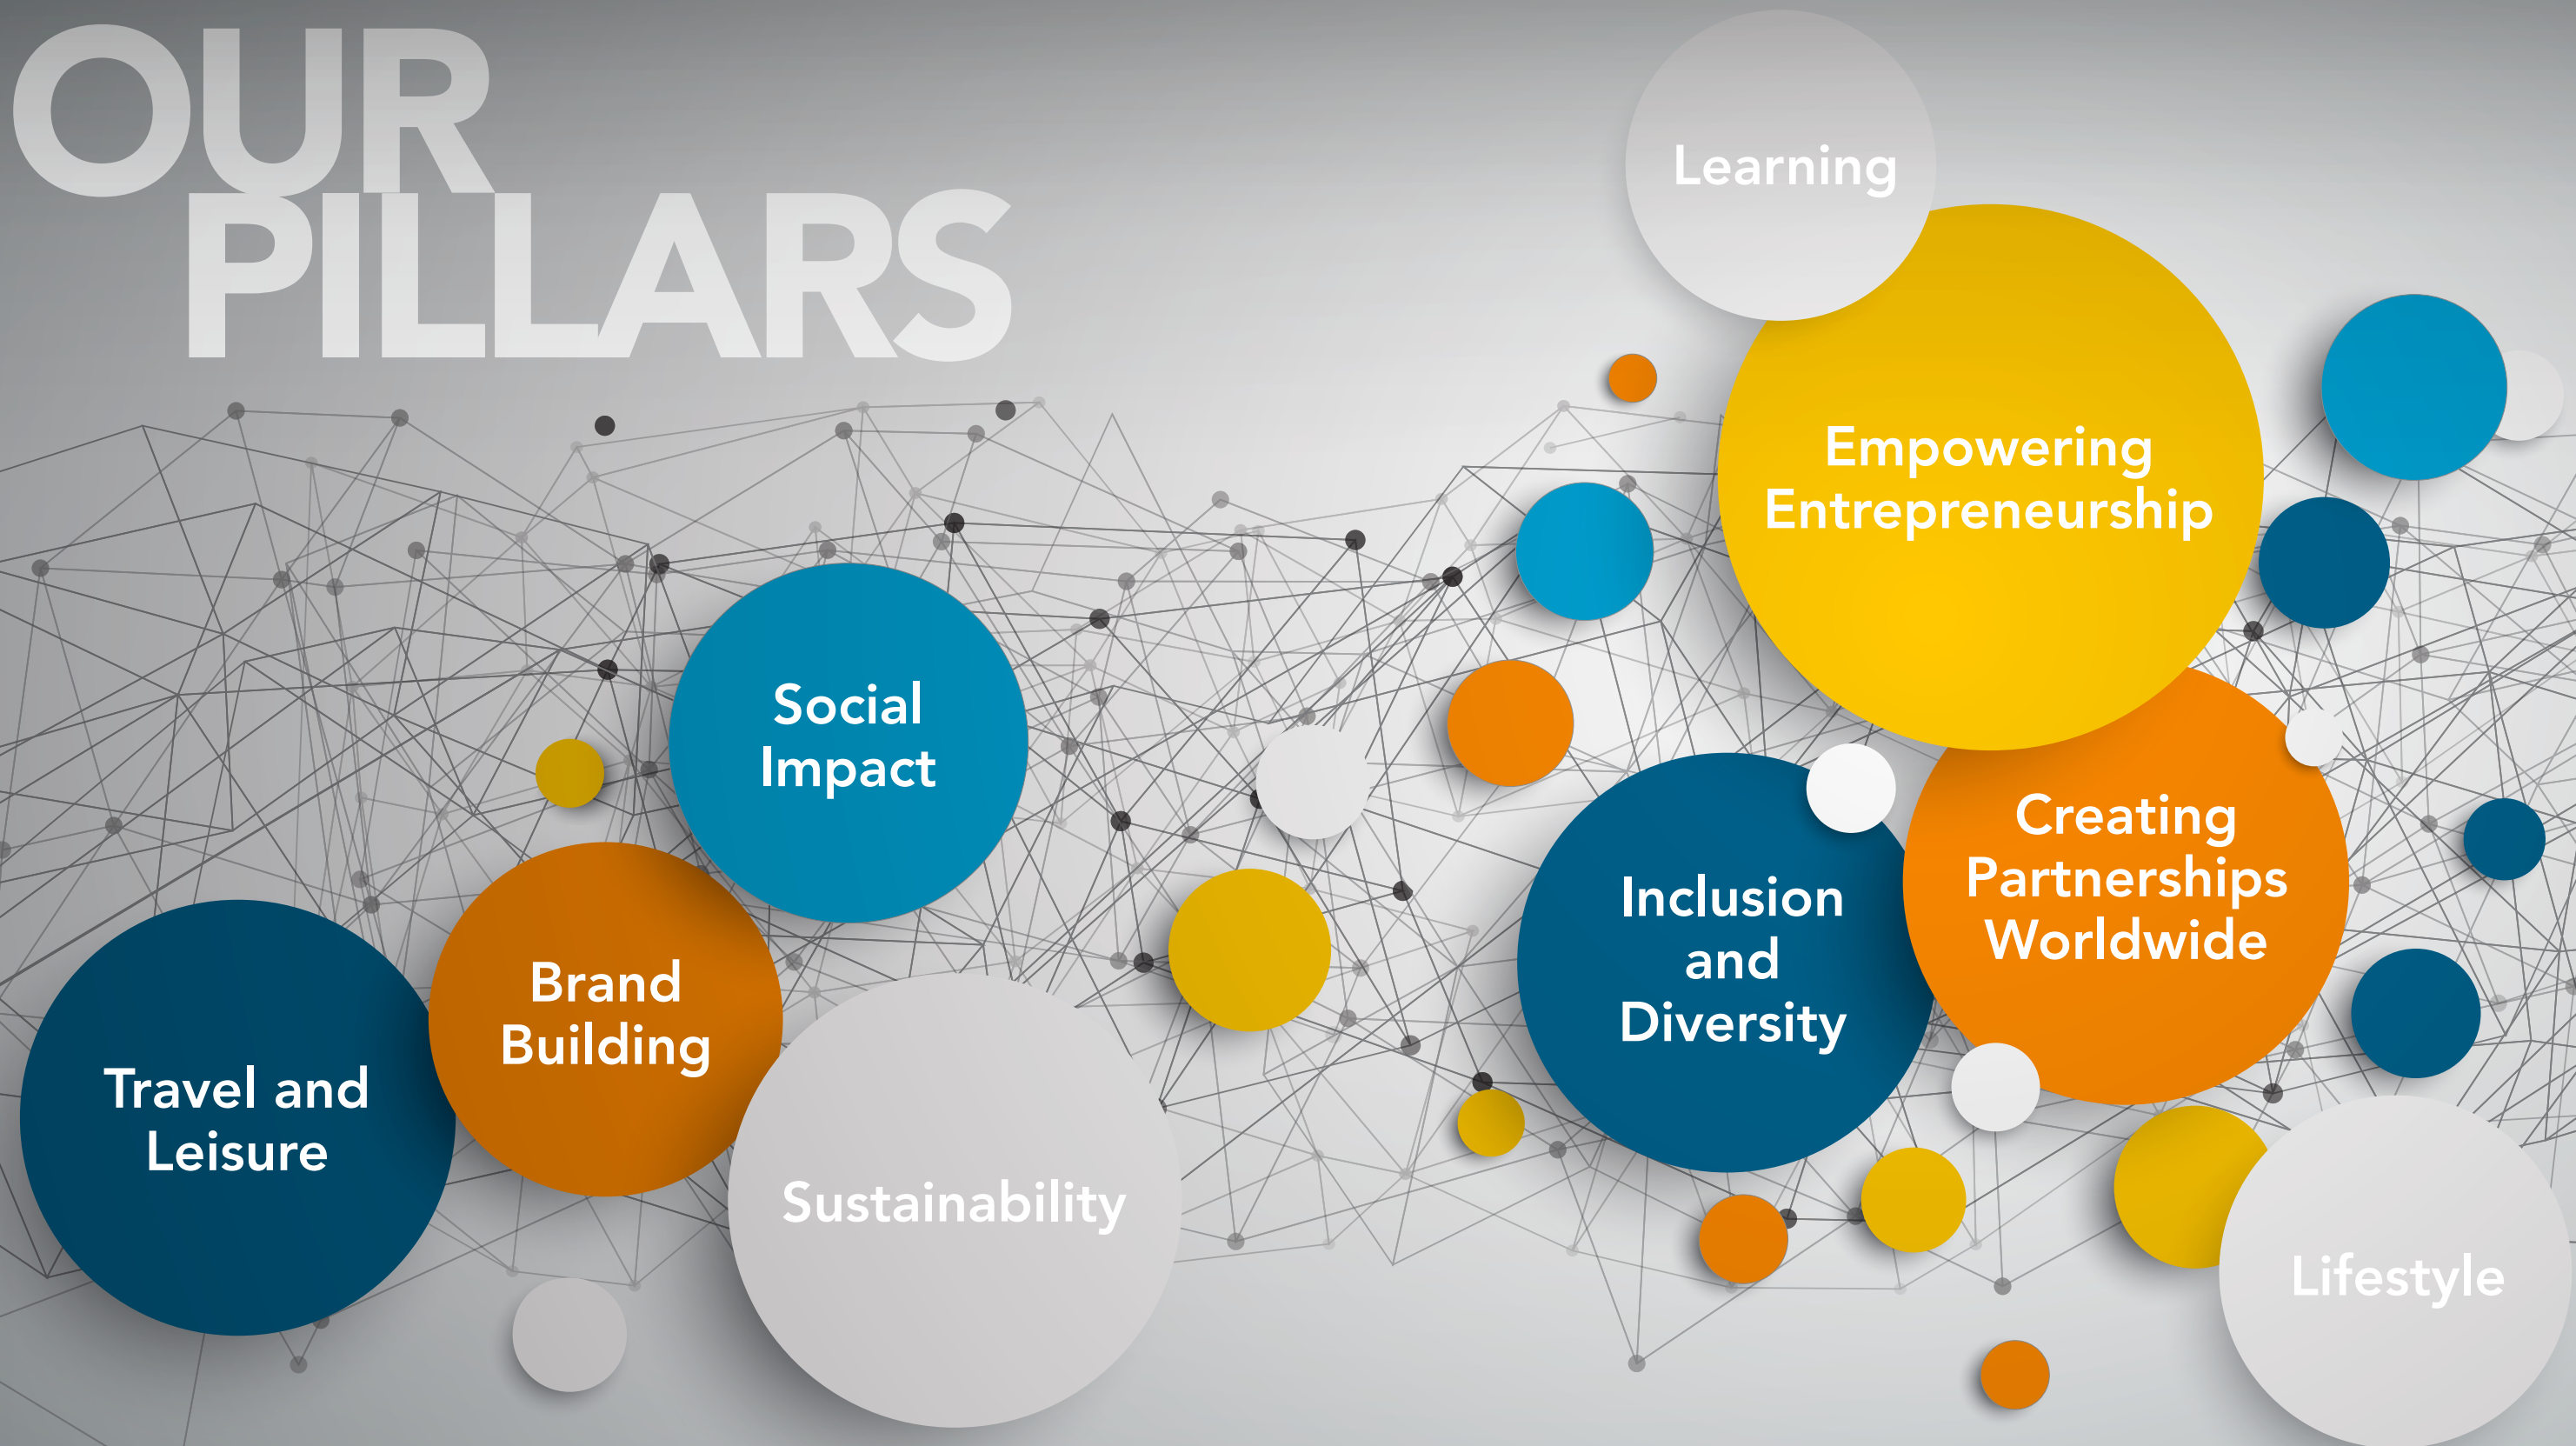 OUR
PILLARS
Learning
Empowering
Entrepreneurship
Social
Impact
Creating
Partnerships
Worldwide
Inclusion
and
Diversity
Brand
Building
Travel and
Leisure
Sustainability
Lifestyle